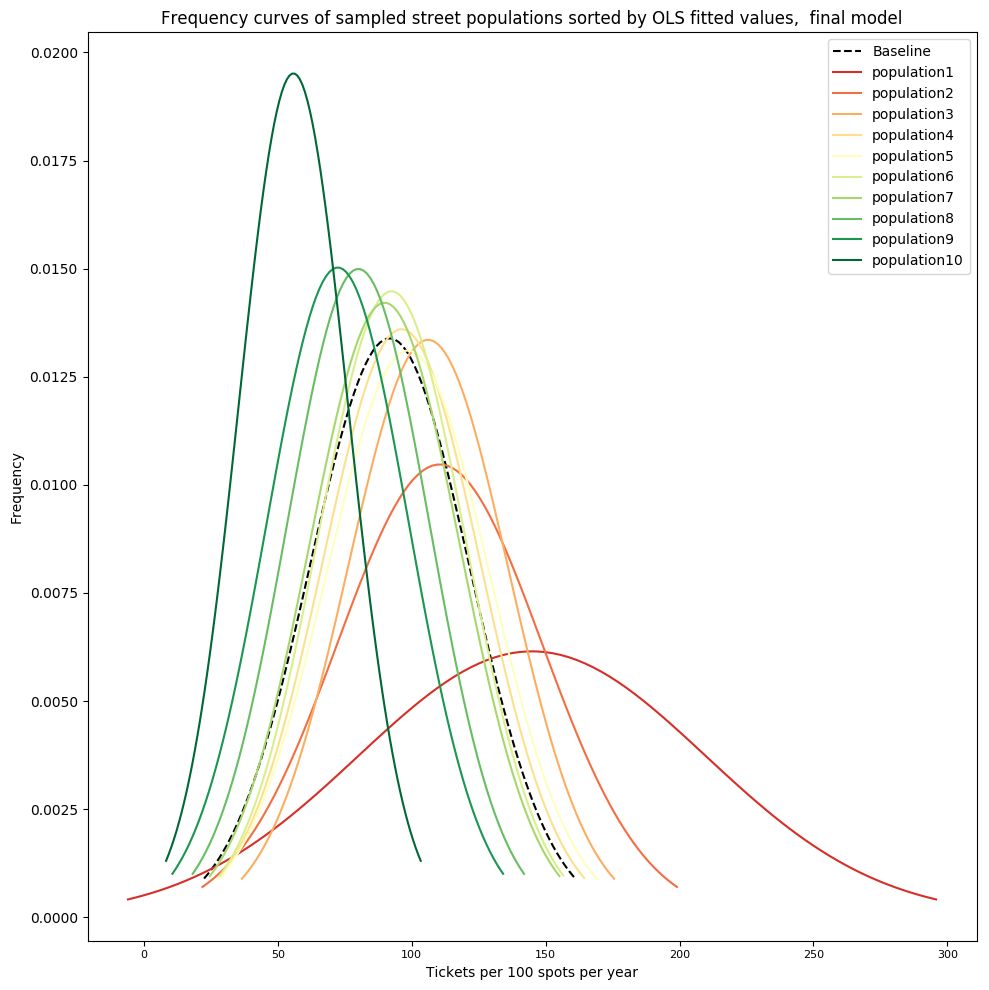 Frequency curves of sampled street populations sorted by OLS fitted values,  final model
0.0200
0.0175
0.0150
0.0125
0.0100
0.0075
0.0050
0.0025
0.0000
Frequency
Baseline
population1
population2
population3
population4
population5
population6
population7
population8
population9
population10
0
50
100
150
200
250
300
Tickets per 100 spots per year